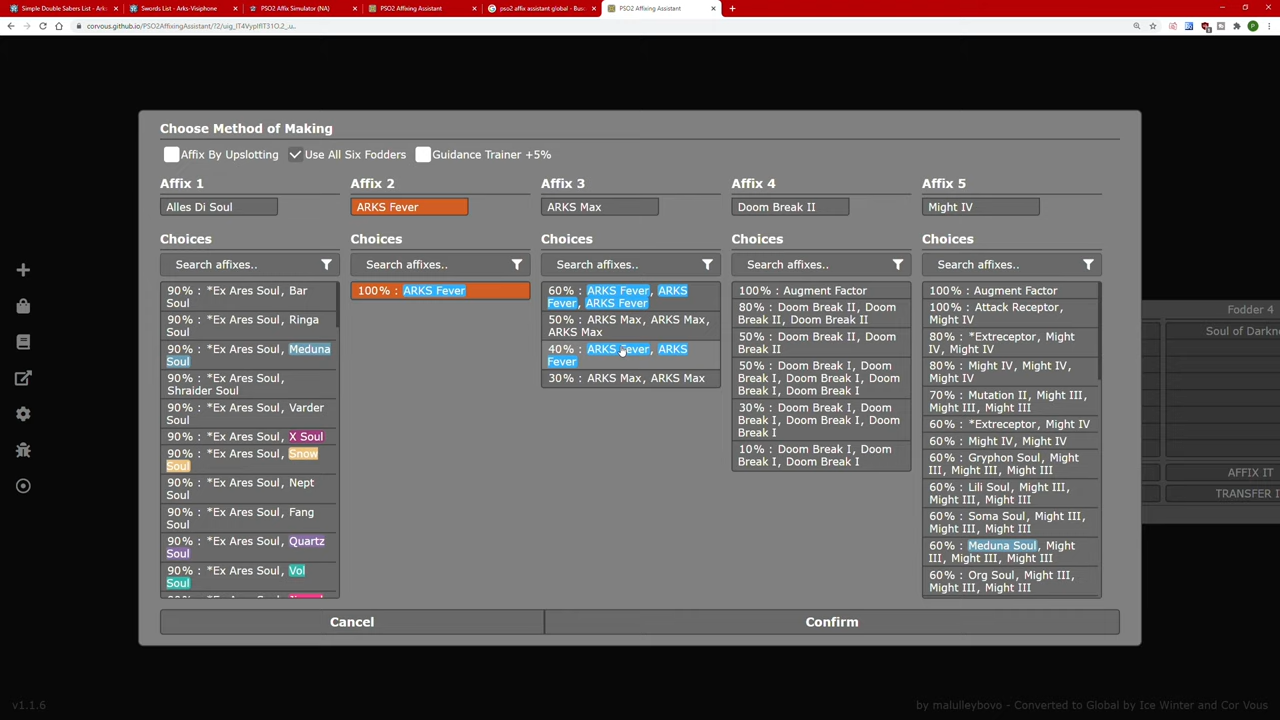 Simple Double Sabers List - Arks-Visiphone
Swords List - Arks-Visiphone
PSO2 Affix Simulator (NA)
PSO2 Affixing Assistant
pso2 affix assistant global - Bus
PSO2 Affixing Assistant
corvous.github.io/PSO2AffixingAssistant/?2/uig_IT4VypIfIT31O.2_.u...
Choose Method of Making
Affix By Upslotting
Use All Six Fodders
Guidance Trainer +5%
Affix 1
Affix 2
Affix 3
Affix 4
Affix 5
Alles Di Soul
ARKS Fever
ARKS Max
Doom Break II
Might IV
Choices
Choices
Choices
Choices
Choices
Search affixes..
Search affixes..
Search affixes..
Search affixes..
Search affixes..
90% : *Ex Ares Soul, Bar
Soul
90% : *Ex Ares Soul, Ringa
Soul
90% : *Ex Ares Soul, Meduna
Soul
90% : *Ex Ares Soul,
Shraider Soul
90% : *Ex Ares Soul, Varder
Soul
90% : *Ex Ares Soul, X Soul
90% : *Ex Ares Soul, Snow
Soul
90% : *Ex Ares Soul, Nept
Soul
90% : *Ex Ares Soul, Fang
Soul
90% : *Ex Ares Soul, Quartz
Soul
90% : *Ex Ares Soul, Vol
Soul
100% : ARKS Fever
60% : ARKS Fever, ARKS
Fever, ARKS Fever
50% : ARKS Max, ARKS Max,
ARKS Max
40% : ARKS Fever, ARKS
Fever
30% : ARKS Max, ARKS Max
100% : Augment Factor
80% : Doom Break II, Doom
Break II, Doom Break II
50% : Doom Break II, Doom
Break II
50% : Doom Break I, Doom
Break I, Doom Break I, Doom
Break I, Doom Break I
30% : Doom Break I, Doom
Break I, Doom Break I, Doom
Break I
10% : Doom Break I, Doom
Break I, Doom Break I
100% : Augment Factor
100% : Attack Receptor,
Might IV
80% : *Extreceptor, Might
IV, Might IV
80% : Might IV, Might IV,
Might IV
70% : Mutation II, Might III,
Might III, Might III
60% : *Extreceptor, Might IV
60% : Might IV, Might IV
60% : Gryphon Soul, Might
III, Might III, Might III
60% : Lili Soul, Might III,
Might III, Might III
60% : Soma Soul, Might III,
Might III, Might III
60% : Meduna Soul, Might
III, Might III, Might III
60% : Org Soul, Might III,
Might III, Might III
Cancel
Confirm
Fodder 4
Soul of Darkn
AFFIX IT
TRANSFER I
v1.1.6
by malulleybovo - Converted to Global by Ice Winter and Cor Vous